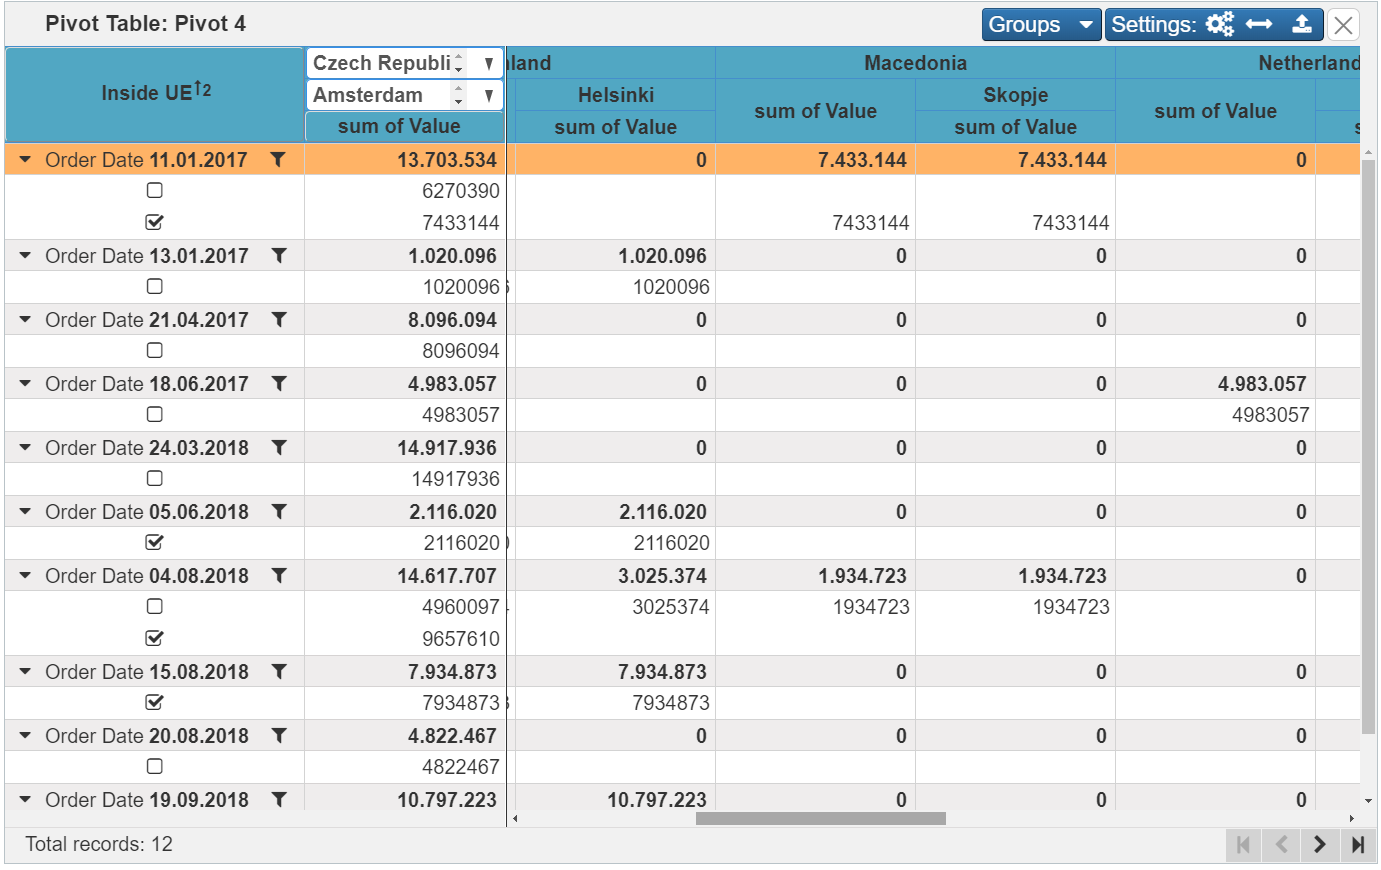 Pivot Table: Pivot 4 Groups Settings:
Czech Republi land Macedonia Netherland
Inside UE 2 Amsterdam Helsinki sum of Value Skopje sum of Value
sum of Value sum of Value sum of Value
Order Date 11.01.2017 13.703.534 0 7.433.144 7.433.144 0
6270390
7433144 7433144 7433144
Order Date 13.01.2017 1.020.096 1.020.096 0 0 0
1020096 1020096
Order Date 21.04.2017 8.096.094 0 0 0 0
8096094
Order Date 18.06.2017 4.983.057 0 0 0 4.983.057
4983057 4983057
Order Date 24.03.2018 14.917.936 0 0 0 0
14917936
Order Date 05.06.2018 2.116.020 2.116.020 0 0 0
2116020 2116020
Order Date 04.08.2018 14.617.707 3.025.374 1.934.723 1.934.723 0
4960097 3025374 1934723 1934723
9657610
Order Date 15.08.2018 7.934.873 7.934.873 0 0 0
7934873 7934873
Order Date 20.08.2018 4.822.467 0 0 0 0
4822467
Order Date 19.09.2018 10.797.223 10.797.223 0 0 0
Total records: 12